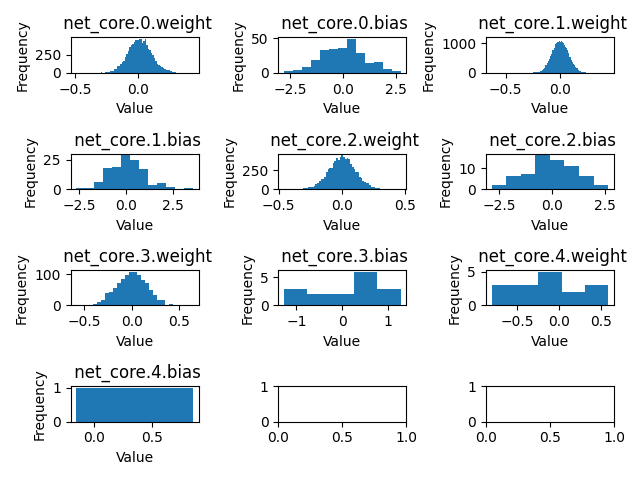 net_core.0.weight
Frequency
250
0
−0.5
0.0
Value
net_core.0.bias
Frequency
50
0
−2.5
0.0
2.5
Value
net_core.1.weight
Frequency
1000
0
−0.5
0.0
Value
net_core.1.bias
Frequency
25
0
−2.5
0.0
2.5
Value
net_core.2.weight
Frequency
250
0
−0.5
0.0
0.5
Value
net_core.2.bias
Frequency
10
0
−2.5
0.0
2.5
Value
net_core.3.weight
Frequency
100
0
−0.5
0.0
0.5
Value
net_core.3.bias
Frequency
5
0
−1
0
1
Value
net_core.4.weight
Frequency
5
0
−0.5
0.0
0.5
Value
net_core.4.bias
Frequency
1
0
0.0
0.5
Value
1
0
0.0
0.5
1.0
1
0
0.0
0.5
1.0